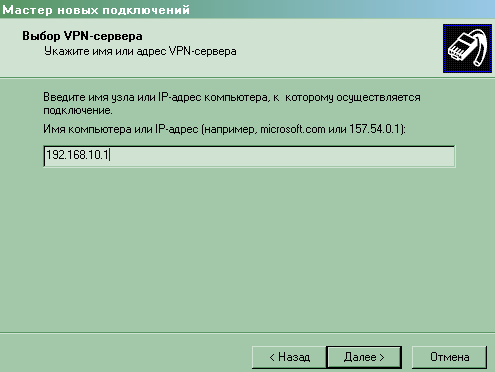 Мастер новых подключений
Выбор VPN-сервера
Укажите имя или адрес VPN-сервера
Введите имя узла или IP-адрес компьютера, к которому осуществляется
подключение.
Имя компьютера или IP-адрес (например, microsoft.com или 157.54.0.1):
192.168.10.1
< Назад
Далее >
Отмена